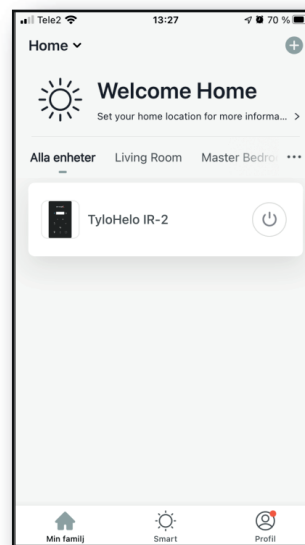 Tele2 13:27 70 %
Home
Welcome Home
Set your home location for more informa... >
Alla enheter Living Room Master Bedro ...
TyloHelo IR-2
Min familj Smart Profil